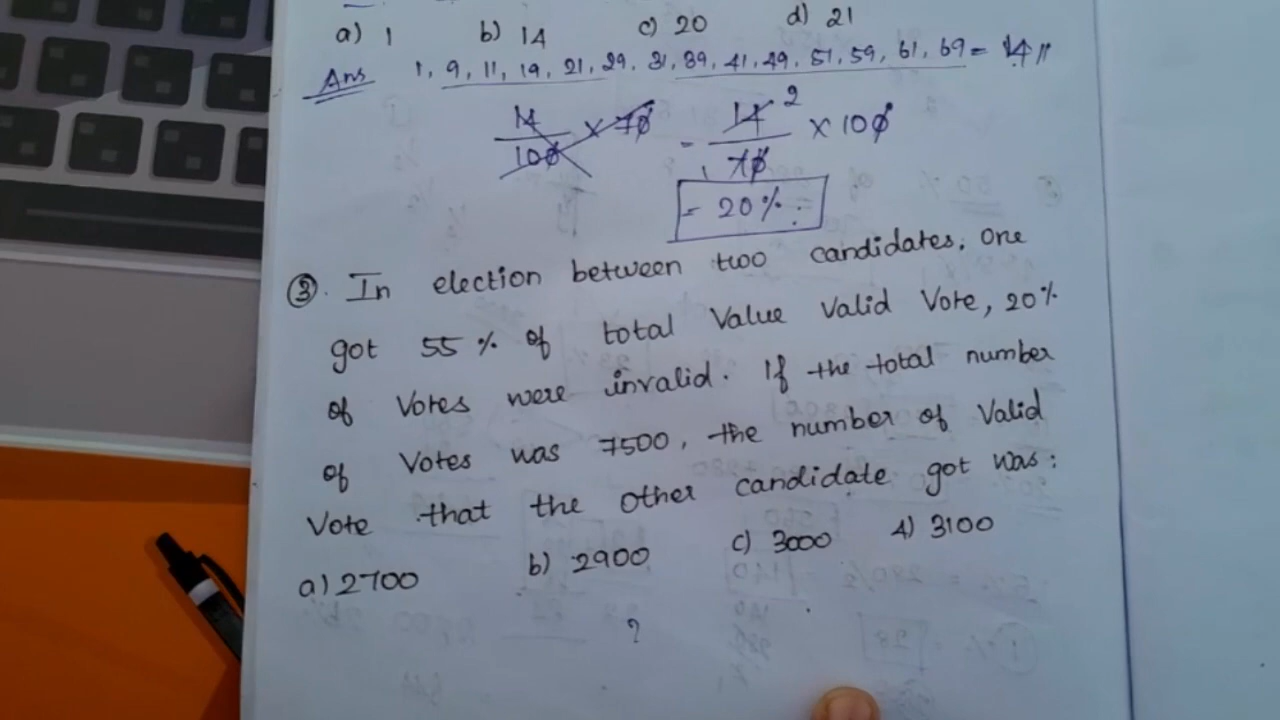 a) 1 b) 14 c) 20 d) 21
Ans 1, 9, 11, 19, 21, 29, 31, 39, 41, 49, 51, 59, 61, 69 = 14 //
14/100 × 70 = 14/70 2 1 × 100
= 20%.
③. In election between two candidates, one
got 55% of total Value Valid Vote, 20%
of Votes were invalid. If the total number
of Votes was 7500, the number of Valid
Vote that the other candidate got was:
a) 2700 b) 2900 c) 3000 4) 3100
?